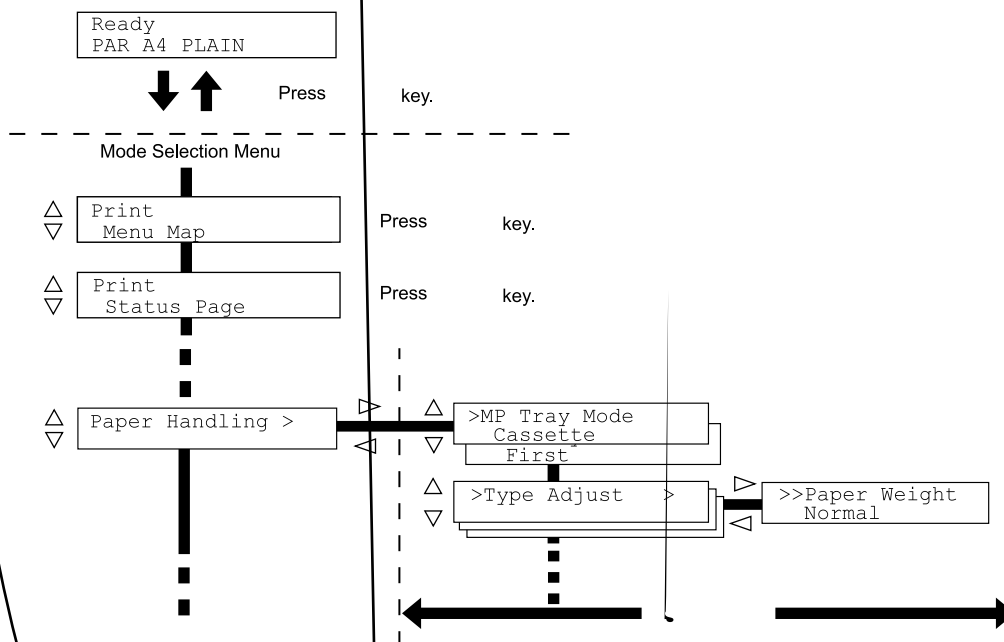 Ready
PAR A4 PLAIN
Press key.
Mode Selection Menu
Print
Menu Map
Press key.
Print
Status Page
Press key.
Paper Handling >
>MP Tray Mode
Cassette
First
>Type Adjust >
>>Paper Weight
Normal